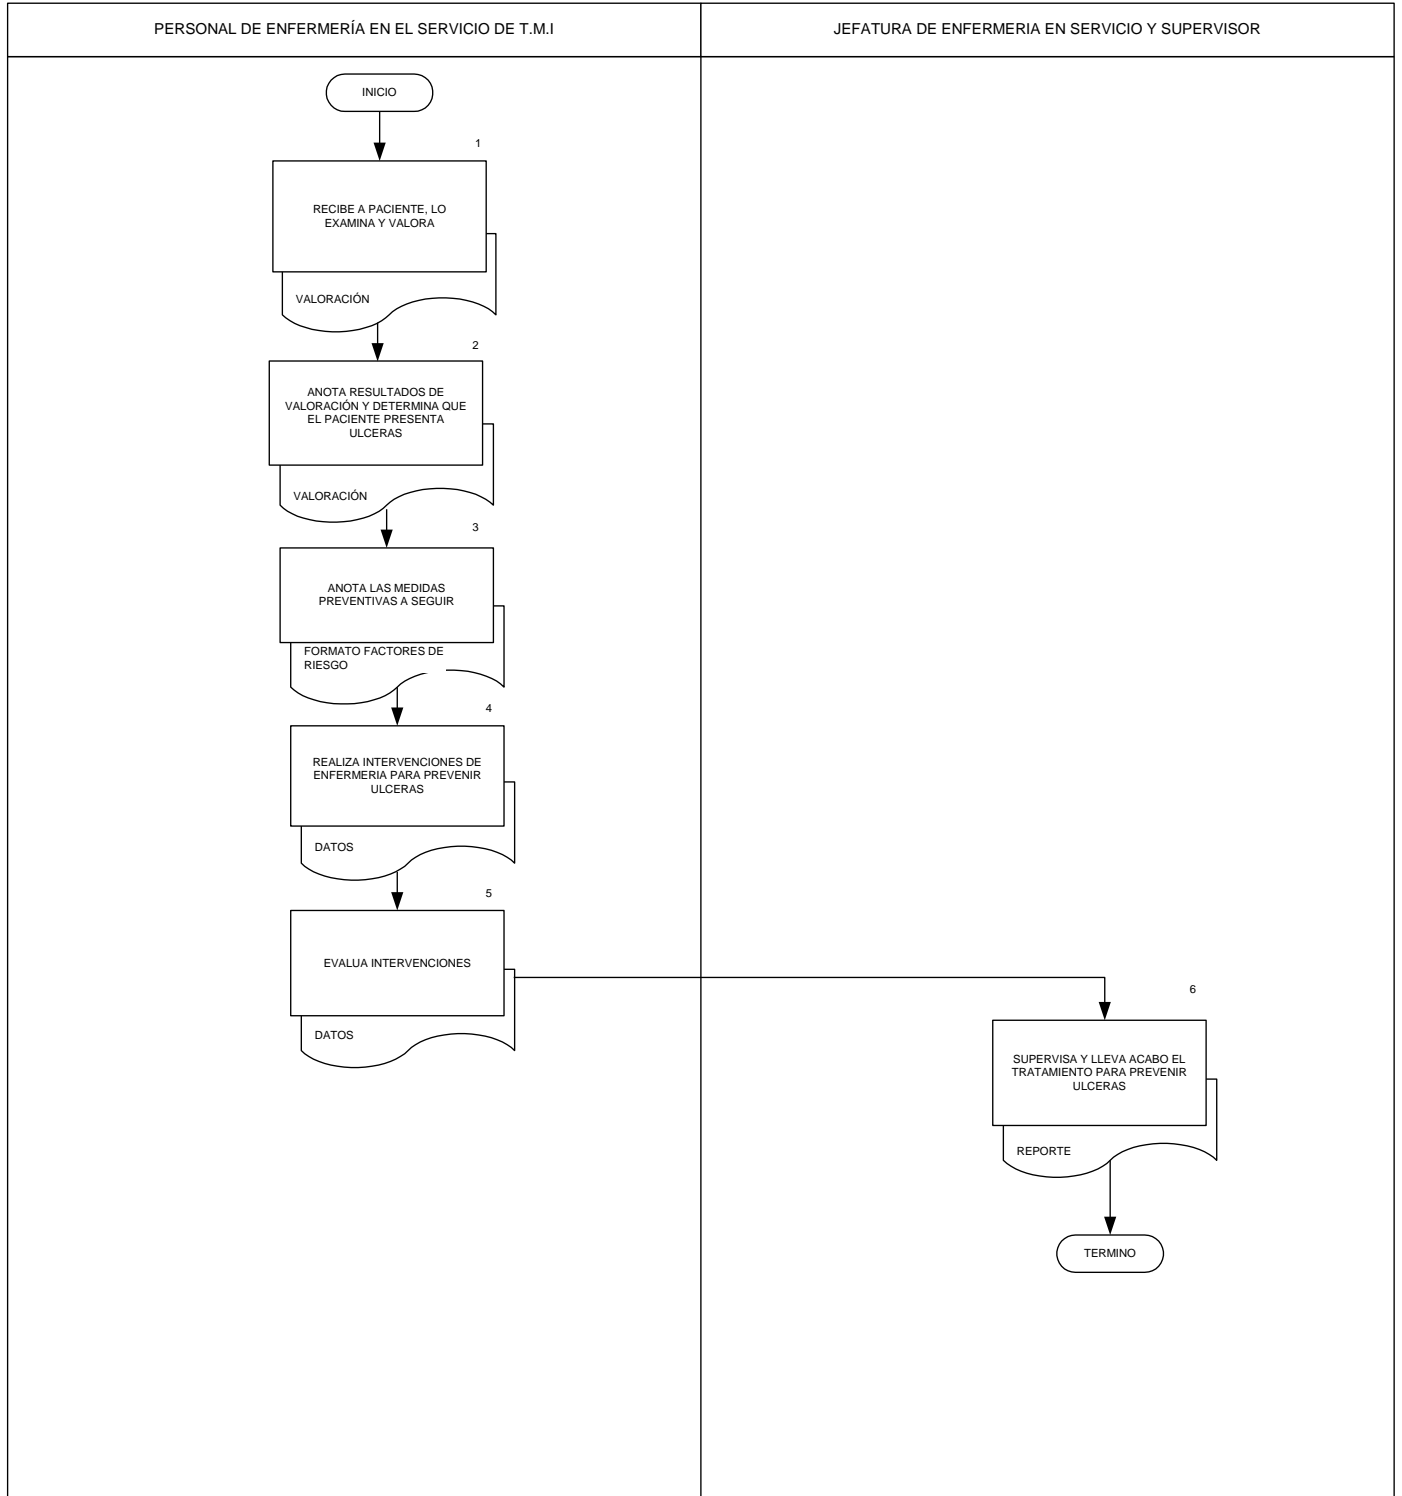 PERSONAL DE ENFERMERÍA EN EL SERVICIO DE T.M.I
JEFATURA DE ENFERMERIA EN SERVICIO Y SUPERVISOR
INICIO
1
RECIBE A PACIENTE, LO
EXAMINA Y VALORA
VALORACIÓN
2
ANOTA RESULTADOS DE
VALORACIÓN Y DETERMINA QUE
EL PACIENTE PRESENTA
ULCERAS
VALORACIÓN
3
ANOTA LAS MEDIDAS
PREVENTIVAS A SEGUIR
FORMATO FACTORES DE
RIESGO
4
REALIZA INTERVENCIONES DE
ENFERMERIA PARA PREVENIR
ULCERAS
DATOS
5
EVALUA INTERVENCIONES
DATOS
6
SUPERVISA Y LLEVA ACABO EL
TRATAMIENTO PARA PREVENIR
ULCERAS
REPORTE
TERMINO